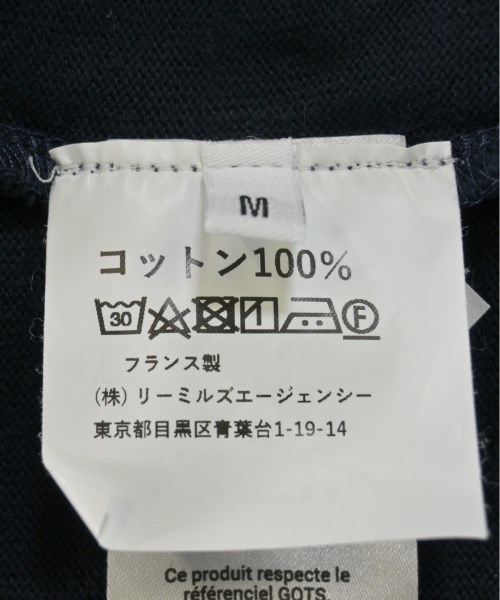 M
コットン100%
30 F
フランス製
(株) リーミルズエージェンシー
東京都目黒区青葉台1-19-14
Ce produit respecte le
référenciel GOTS.